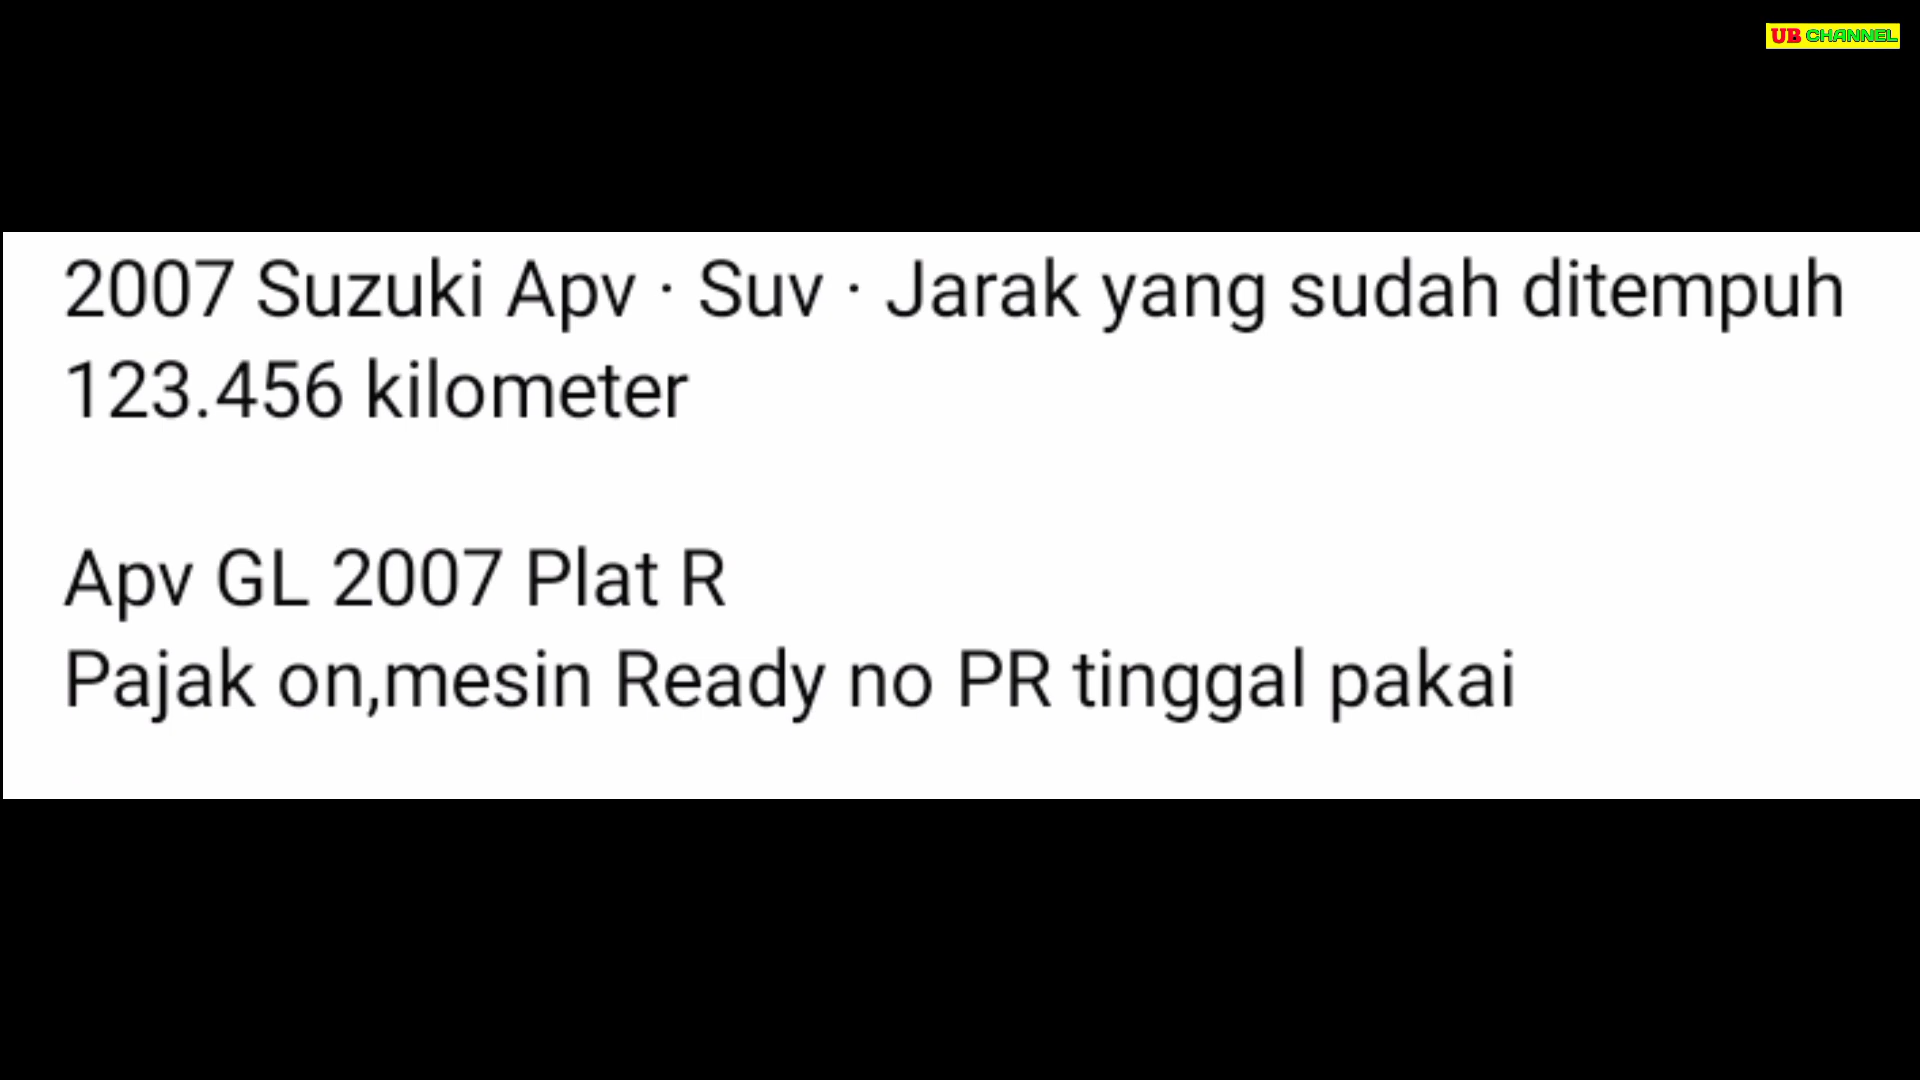 UB CHANNEL
2007 Suzuki Apv · Suv · Jarak yang sudah ditempuh
123.456 kilometer
Apv GL 2007 Plat R
Pajak on,mesin Ready no PR tinggal pakai